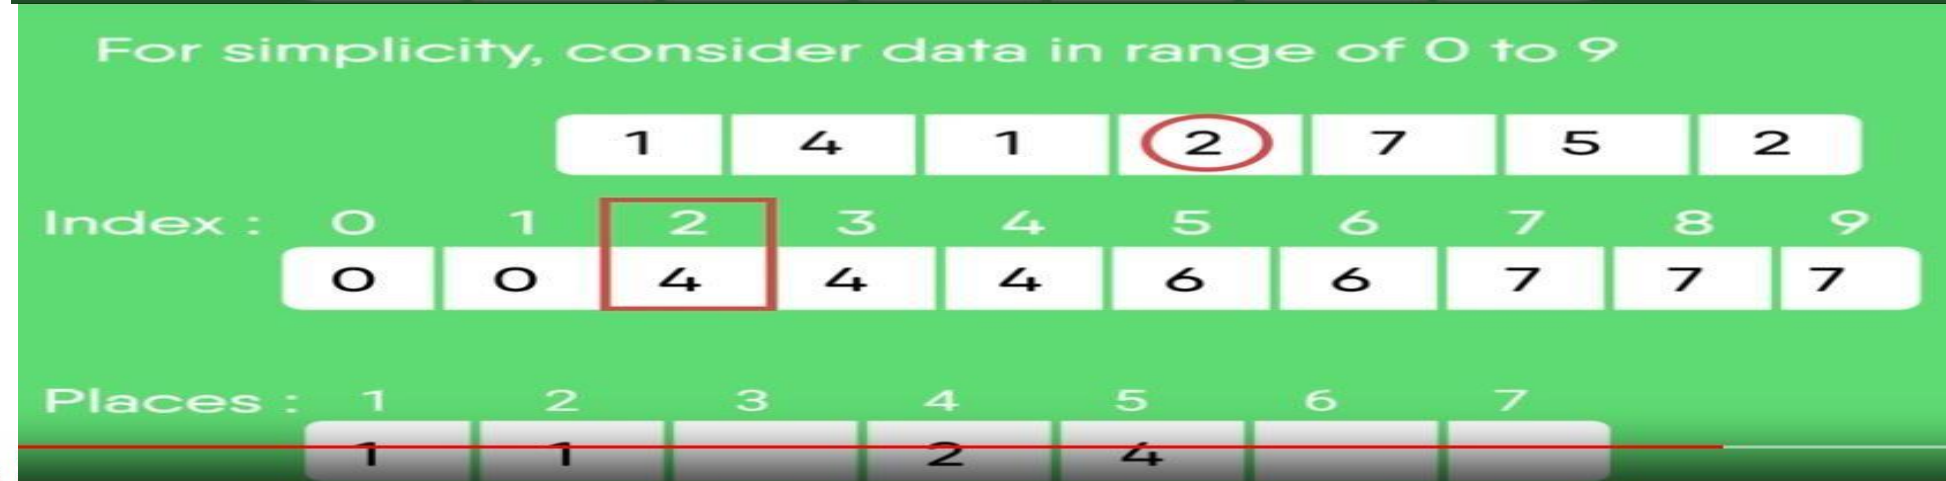 For simplicity, consider data in range of 0 to 9
1 4 1 2 7 5 2
Index : 0 1 2 3 4 5 6 7 8 9
0 0 4 4 4 6 6 7 7 7
Places : 1 2 3 4 5 6 7
1 1 2 4